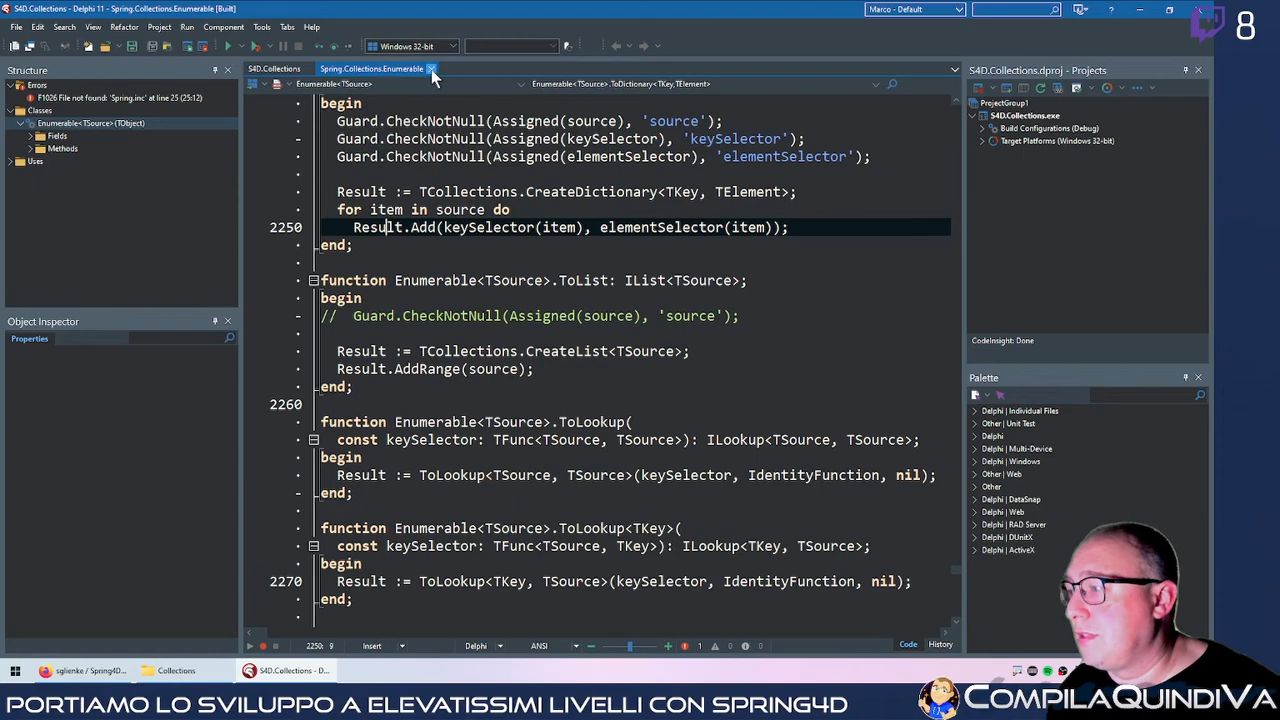 S4D.Collections - Delphi 11 - Spring.Collections.Enumerable [Built]
Marco - Default
8
File Edit Search View Refactor Project Run Component Tools Tabs Help
Windows 32-bit
Structure
Errors
F1026 File not found: 'Spring.inc' at line 25 (25:12)
Classes
Enumerable<TSource>(TObject)
Fields
Methods
Uses
Object Inspector
Properties
S4D.Collections
Spring.Collections.Enumerable
Enumerable<TSource>
Enumerable<TSource>.ToDictionary<TKey,TElement>
begin
Guard.CheckNotNull(Assigned(source), 'source');
Guard.CheckNotNull(Assigned(keySelector), 'keySelector');
Guard.CheckNotNull(Assigned(elementSelector), 'elementSelector');
Result := TCollections.CreateDictionary<TKey, TElement>;
for item in source do
2250 Result.Add(keySelector(item), elementSelector(item));
end;
function Enumerable<TSource>.ToList: IList<TSource>;
begin
// Guard.CheckNotNull(Assigned(source), 'source');
Result := TCollections.CreateList<TSource>;
Result.AddRange(source);
end;
2260
function Enumerable<TSource>.ToLookup(
const keySelector: TFunc<TSource, TSource>): ILookup<TSource, TSource>;
begin
Result := ToLookup<TSource, TSource>(keySelector, IdentityFunction, nil);
end;
function Enumerable<TSource>.ToLookup<TKey>(
const keySelector: TFunc<TSource, TKey>): ILookup<TKey, TSource>;
begin
2270 Result := ToLookup<TKey, TSource>(keySelector, IdentityFunction, nil);
end;
2250: 9 Insert Delphi ANSI 1 0 0 Code History
S4D.Collections.dproj - Projects
ProjectGroup1
S4D.Collections.exe
Build Configurations (Debug)
Target Platforms (Windows 32-bit)
CodeInsight: Done
Palette
Delphi | Individual Files
Other | Unit Test
Delphi
Delphi | Multi-Device
Delphi | Windows
Other | Web
Other
Delphi | DataSnap
Delphi | Web
Delphi | RAD Server
Delphi | DUnitX
Delphi | ActiveX
sglienke / Spring4D...
Collections
S4D.Collections - D...
PORTIAMO LO SVILUPPO A ELEVATISSIMI LIVELLI CON SPRING4D
COMPILAQUINDIVA